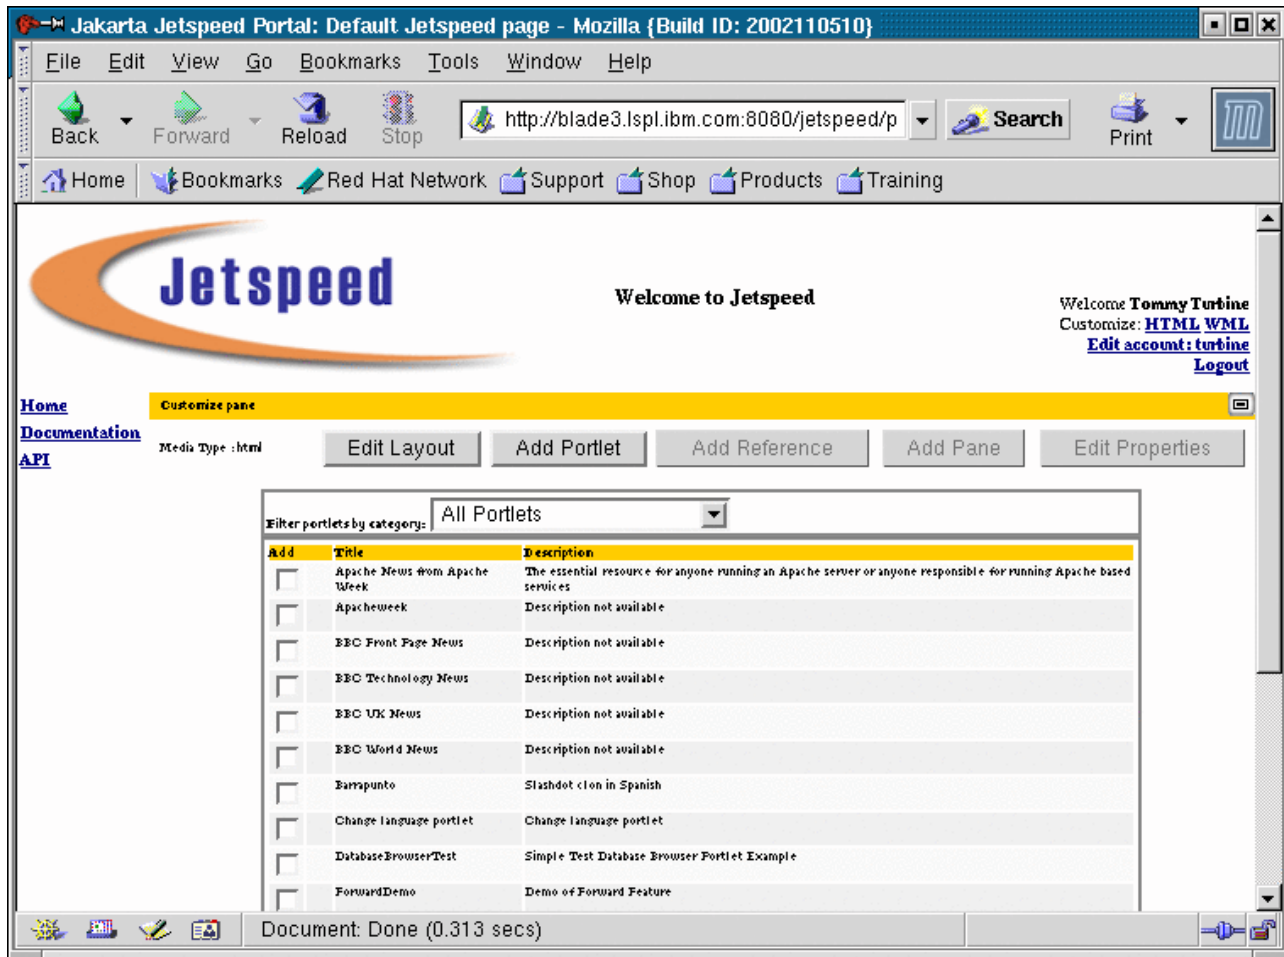 Jakarta Jetspeed Portal: Default Jetspeed page - Mozilla {Build ID: 2002110510}
File Edit View Go Bookmarks Tools Window Help
Back Forward Reload Stop http://blade3.lspl.ibm.com:8080/jetspeed/p Search Print
Home Bookmarks Red Hat Network Support Shop Products Training
Jetspeed
Welcome to Jetspeed
Welcome Tommy Turbine
Customize: HTML WML
Edit account: turbine
Logout
Home
Documentation
API
Customize pane
Media Type : html Edit Layout Add Portlet Add Reference Add Pane Edit Properties
Filter portlets by category: All Portlets
Add Title Description
Apache News from Apache Week The essential resource for anyone running an Apache server or anyone responsible for running Apache based services
Apacheweek Description not available
BBC Front Page News Description not available
BBC Technology News Description not available
BBC UK News Description not available
BBC World News Description not available
Barrapunto Slashdot clon in Spanish
Change language portlet Change language portlet
DatabaseBrowserTest Simple Test Database Browser Portlet Example
ForwardDemo Demo of Forward Feature
Document: Done (0.313 secs)